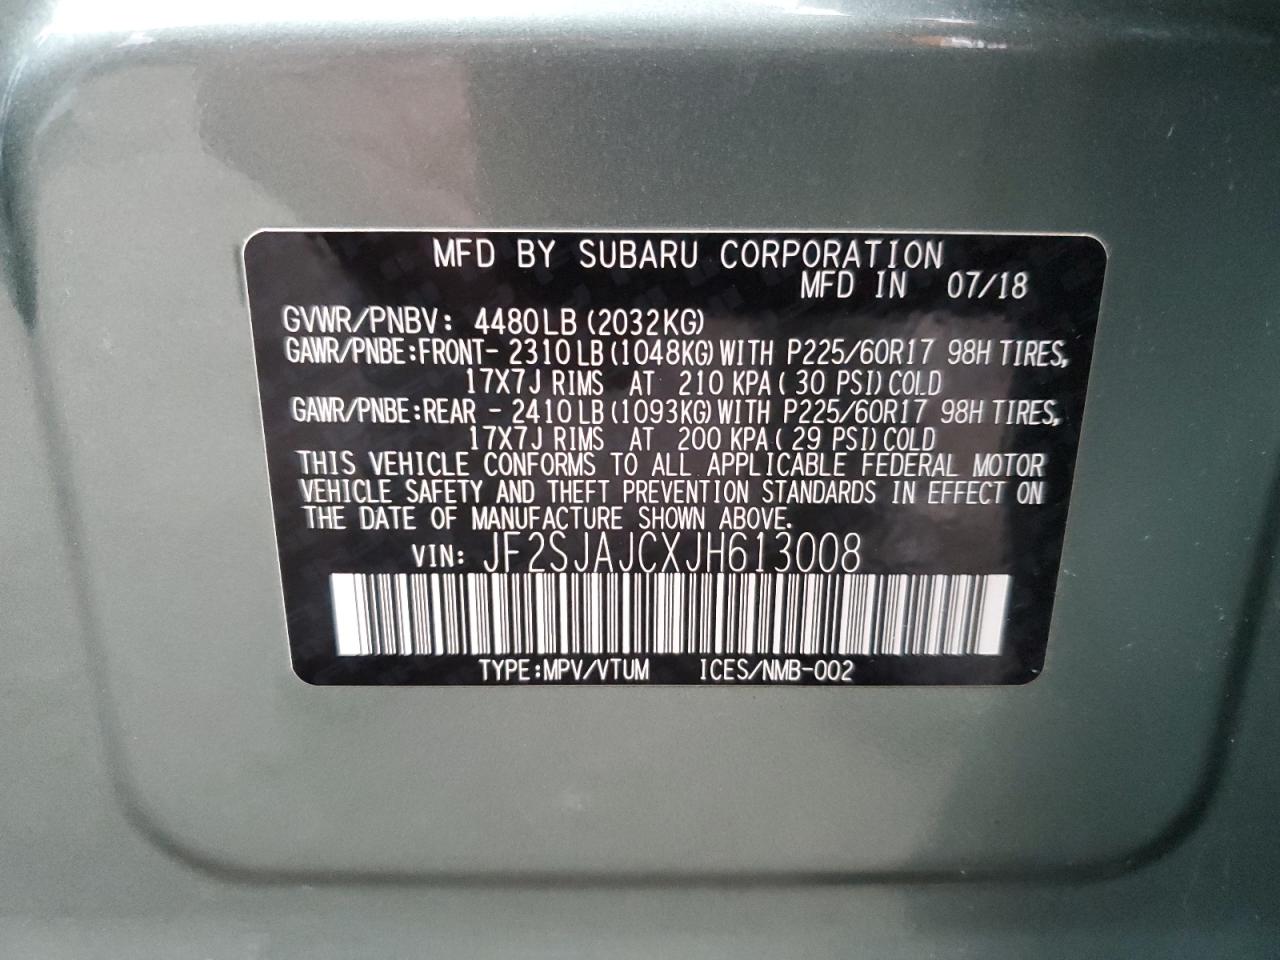 MFD BY SUBARU CORPORATION
MFD IN 07/18
GVWR/PNBV: 4480LB (2032KG)
GAWR/PNBE:FRONT- 2310LB (1048KG) WITH P225/60R17 98H TIRES,
17X7J RIMS AT 210 KPA ( 30 PSI) COLD
GAWR/PNBE:REAR - 2410LB (1093KG) WITH P225/60R17 98H TIRES,
17X7J RIMS AT 200 KPA ( 29 PSI) COLD
THIS VEHICLE CONFORMS TO ALL APPLICABLE FEDERAL MOTOR
VEHICLE SAFETY AND THEFT PREVENTION STANDARDS IN EFFECT ON
THE DATE OF MANUFACTURE SHOWN ABOVE.
VIN: JF2SJAJCXJH613008
TYPE:MPV/VTUM ICES/NMB-002